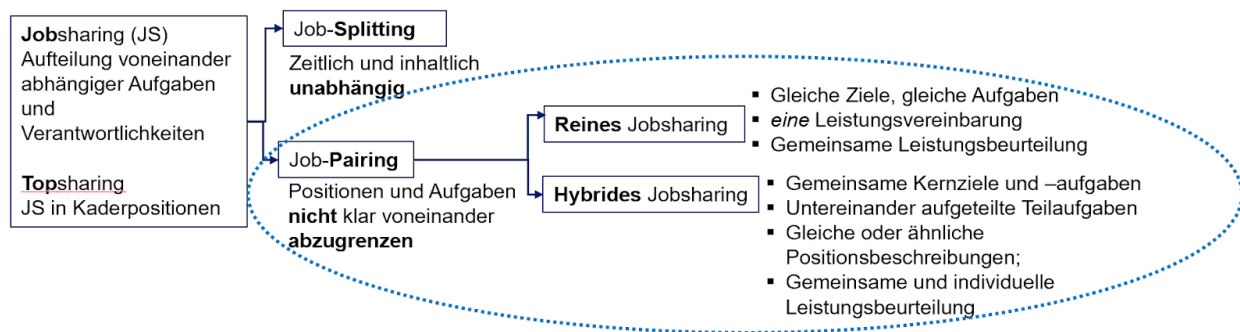 Jobsharing (JS)
Aufteilung voneinander
abhängiger Aufgaben
und
Verantwortlichkeiten
Topsharing
JS in Kaderpositionen
Job-Splitting
Zeitlich und inhaltlich
unabhängig
Job-Pairing
Positionen und Aufgaben
nicht klar voneinander
abzugrenzen
Reines Jobsharing
▪ Gleiche Ziele, gleiche Aufgaben
▪ eine Leistungsvereinbarung
▪ Gemeinsame Leistungsbeurteilung
Hybrides Jobsharing
▪ Gemeinsame Kernziele und –aufgaben
▪ Untereinander aufgeteilte Teilaufgaben
▪ Gleiche oder ähnliche
Positionsbeschreibungen;
▪ Gemeinsame und individuelle
Leistungsbeurteilung